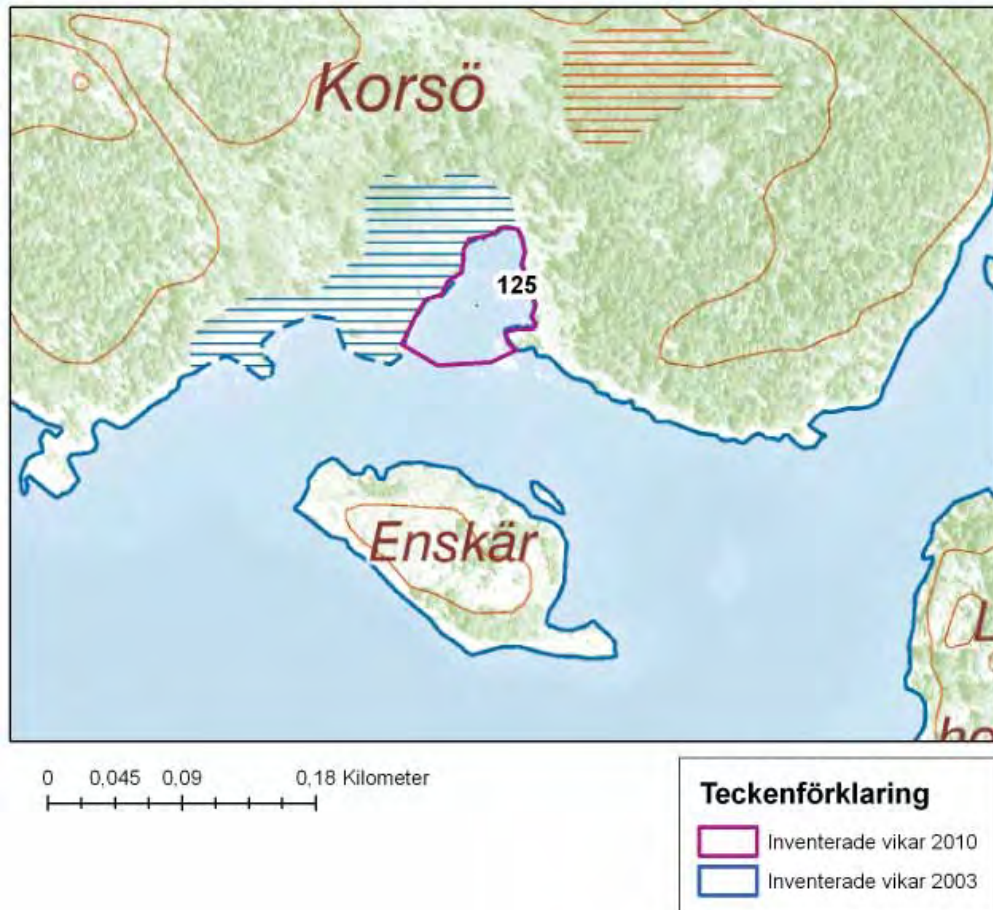 Korsö
125
Enskär
L
0 0,045 0,09 0,18 Kilometer
Teckenförklaring
Inventerade vikar 2010
Inventerade vikar 2003